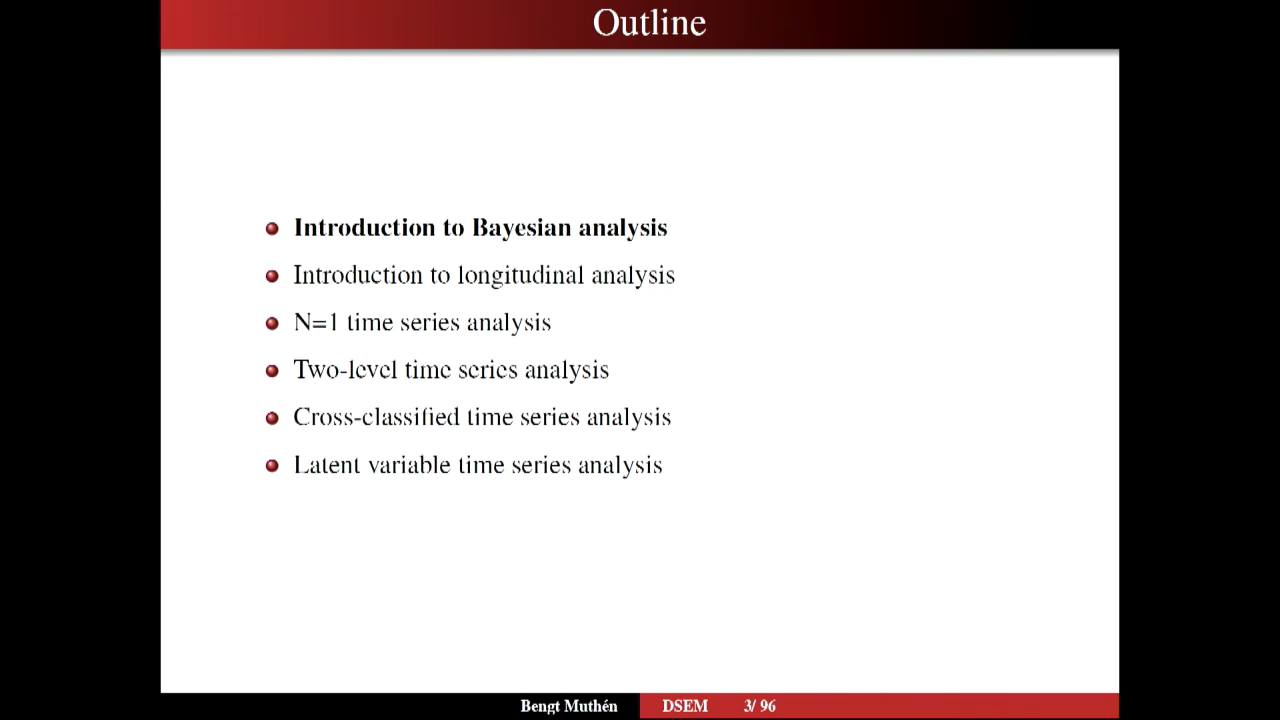 Outline
Introduction to Bayesian analysis
Introduction to longitudinal analysis
N=1 time series analysis
Two-level time series analysis
Cross-classified time series analysis
Latent variable time series analysis
Bengt Muthén DSEM 3/ 96